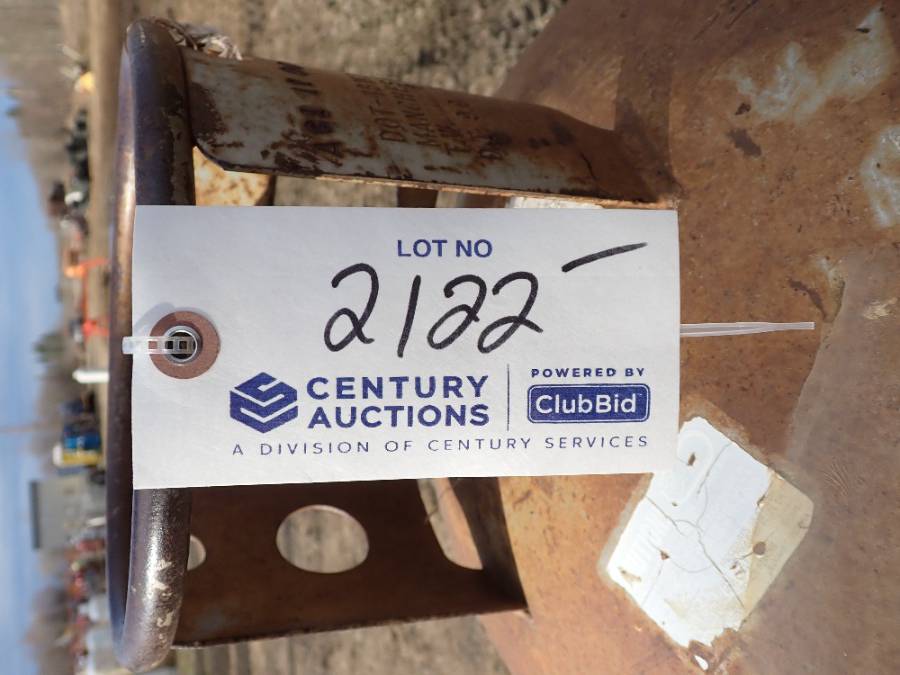 LOT NO
2122
CENTURY
AUCTIONS
POWERED BY
ClubBid
A DIVISION OF CENTURY SERVICES